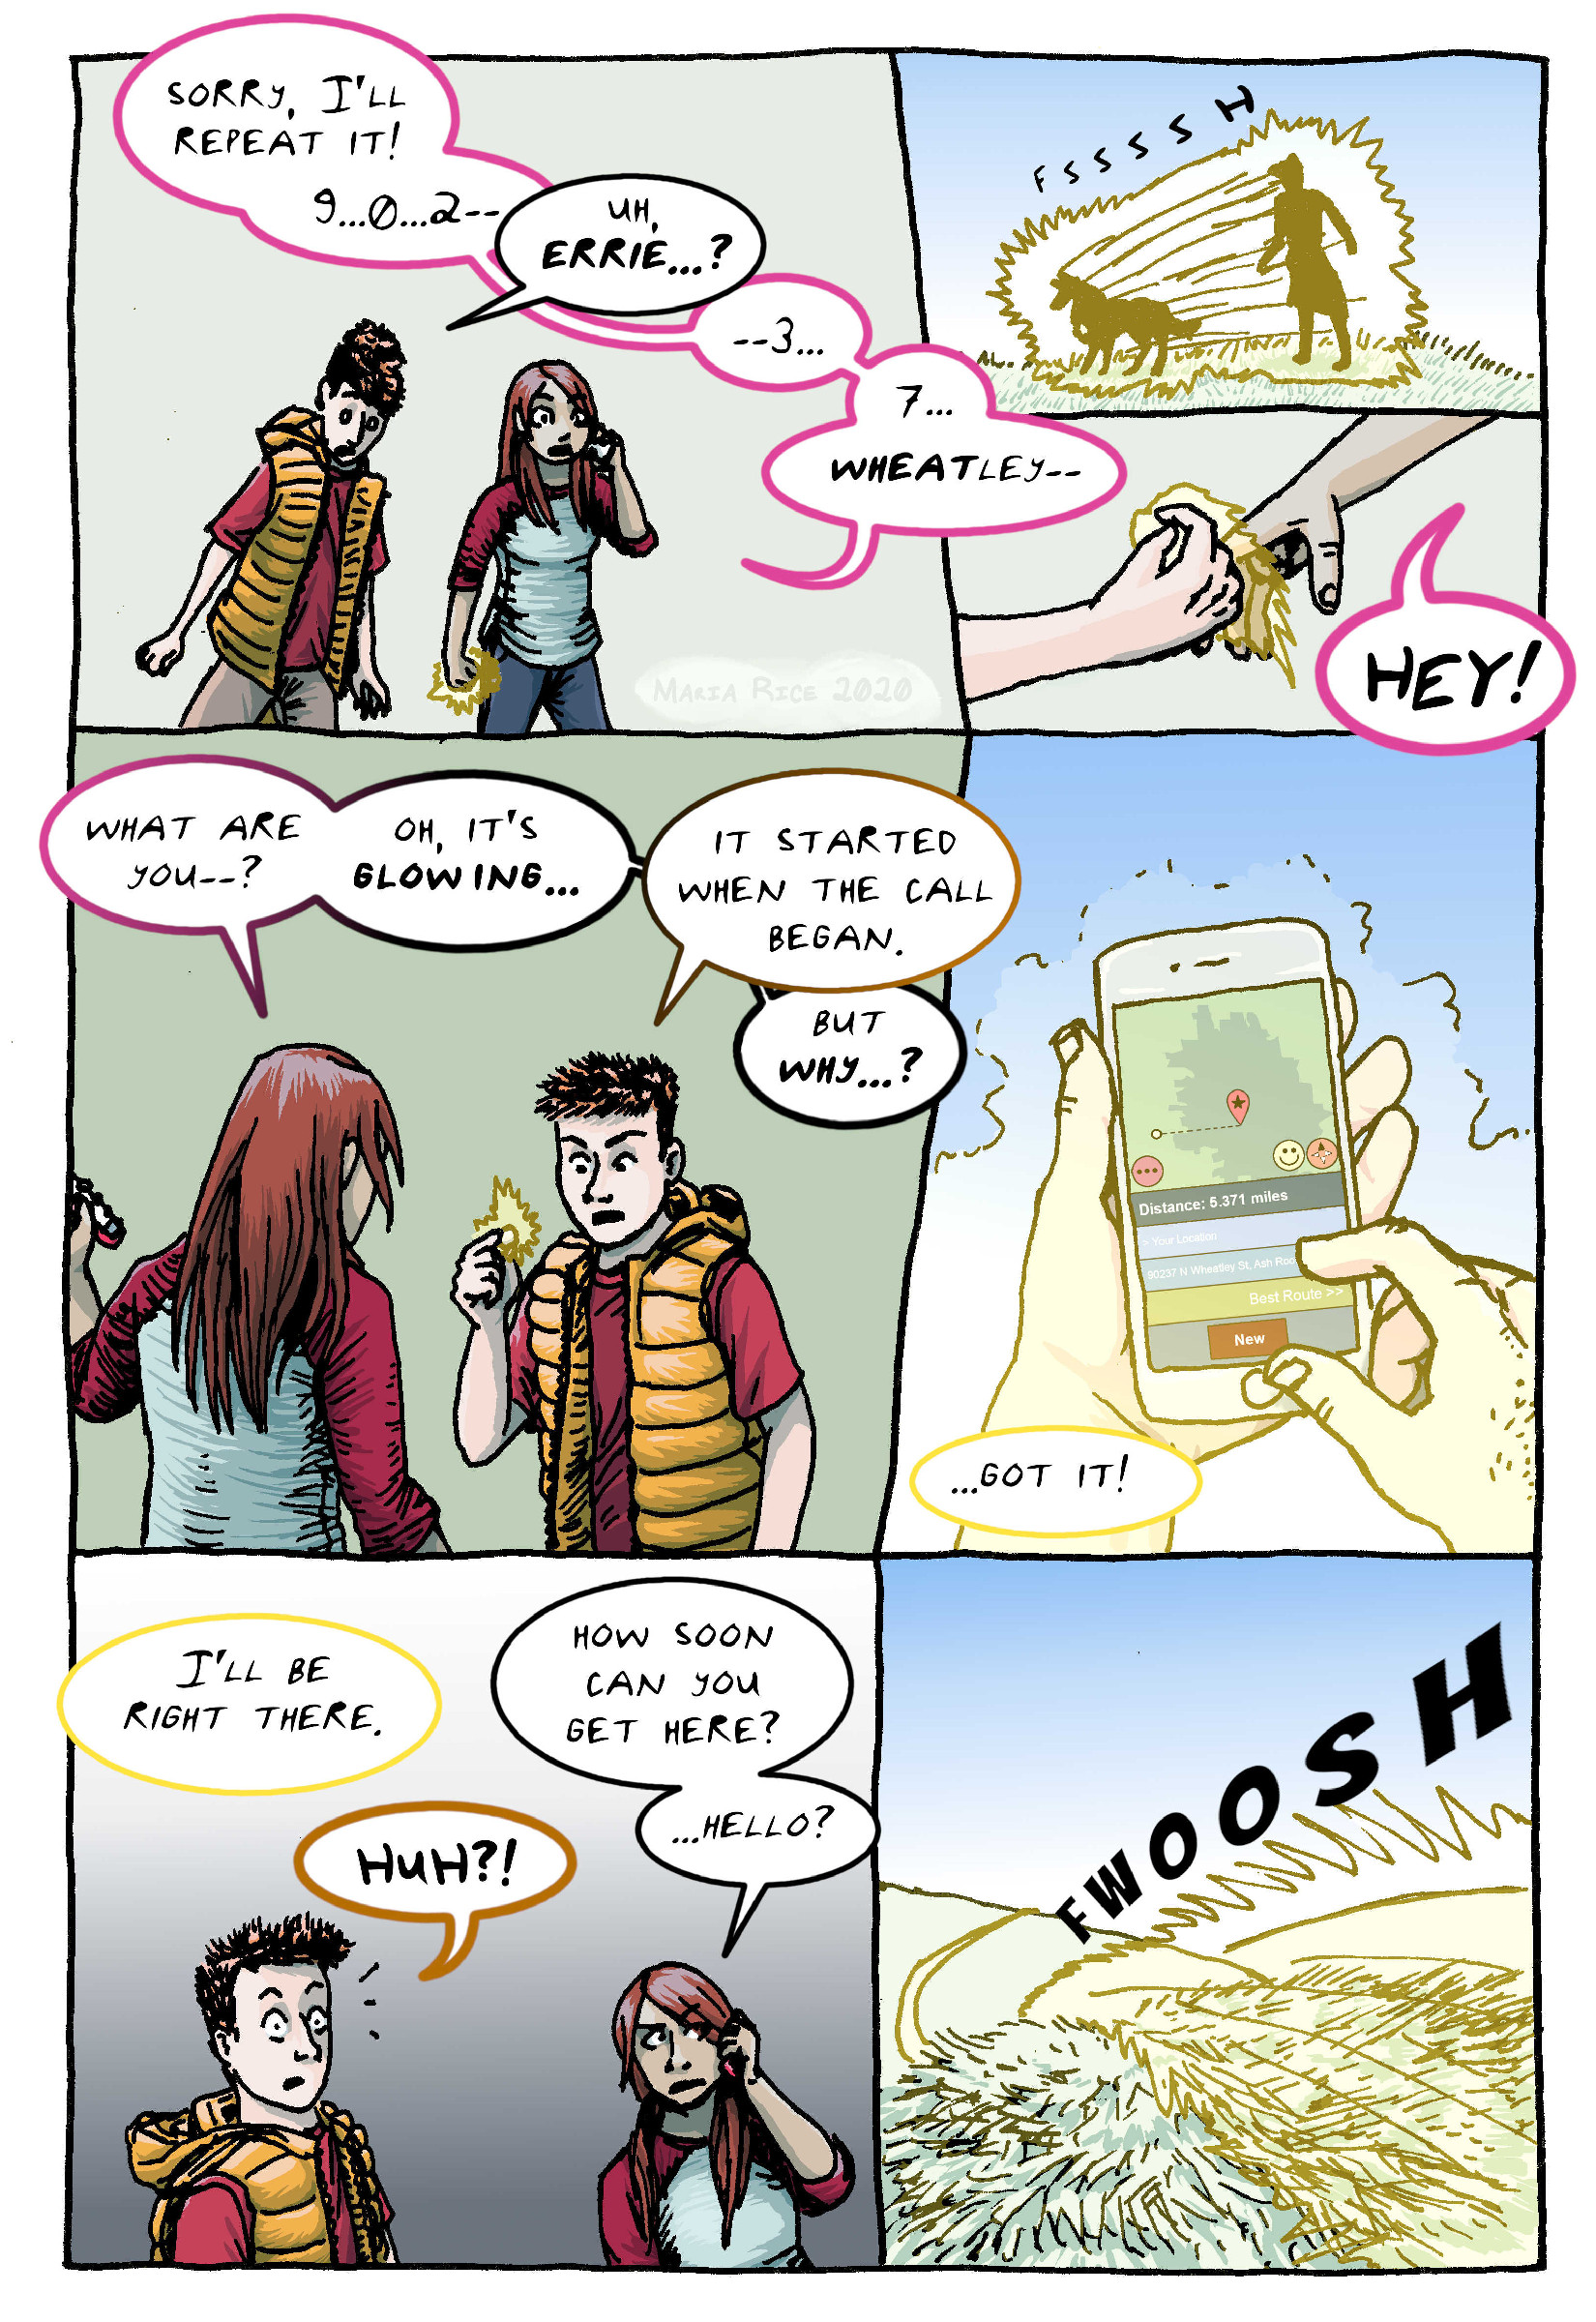 SORRY, I'LL
REPEAT IT!
9...0...2--
UH,
ERRIE...?
--3...
7...
WHEATLEY--
MARIA RICE 2020
FSSSSH
HEY!
WHAT ARE
YOU--?
OH, IT'S
GLOWING...
IT STARTED
WHEN THE CALL
BEGAN.
BUT
WHY...?
Distance: 5.371 miles
> Your Location
90237 N Wheatley St, Ash
Best Route >>
New
...GOT IT!
I'LL BE
RIGHT THERE.
HUH?!
HOW SOON
CAN YOU
GET HERE?
...HELLO?
FWOOSH